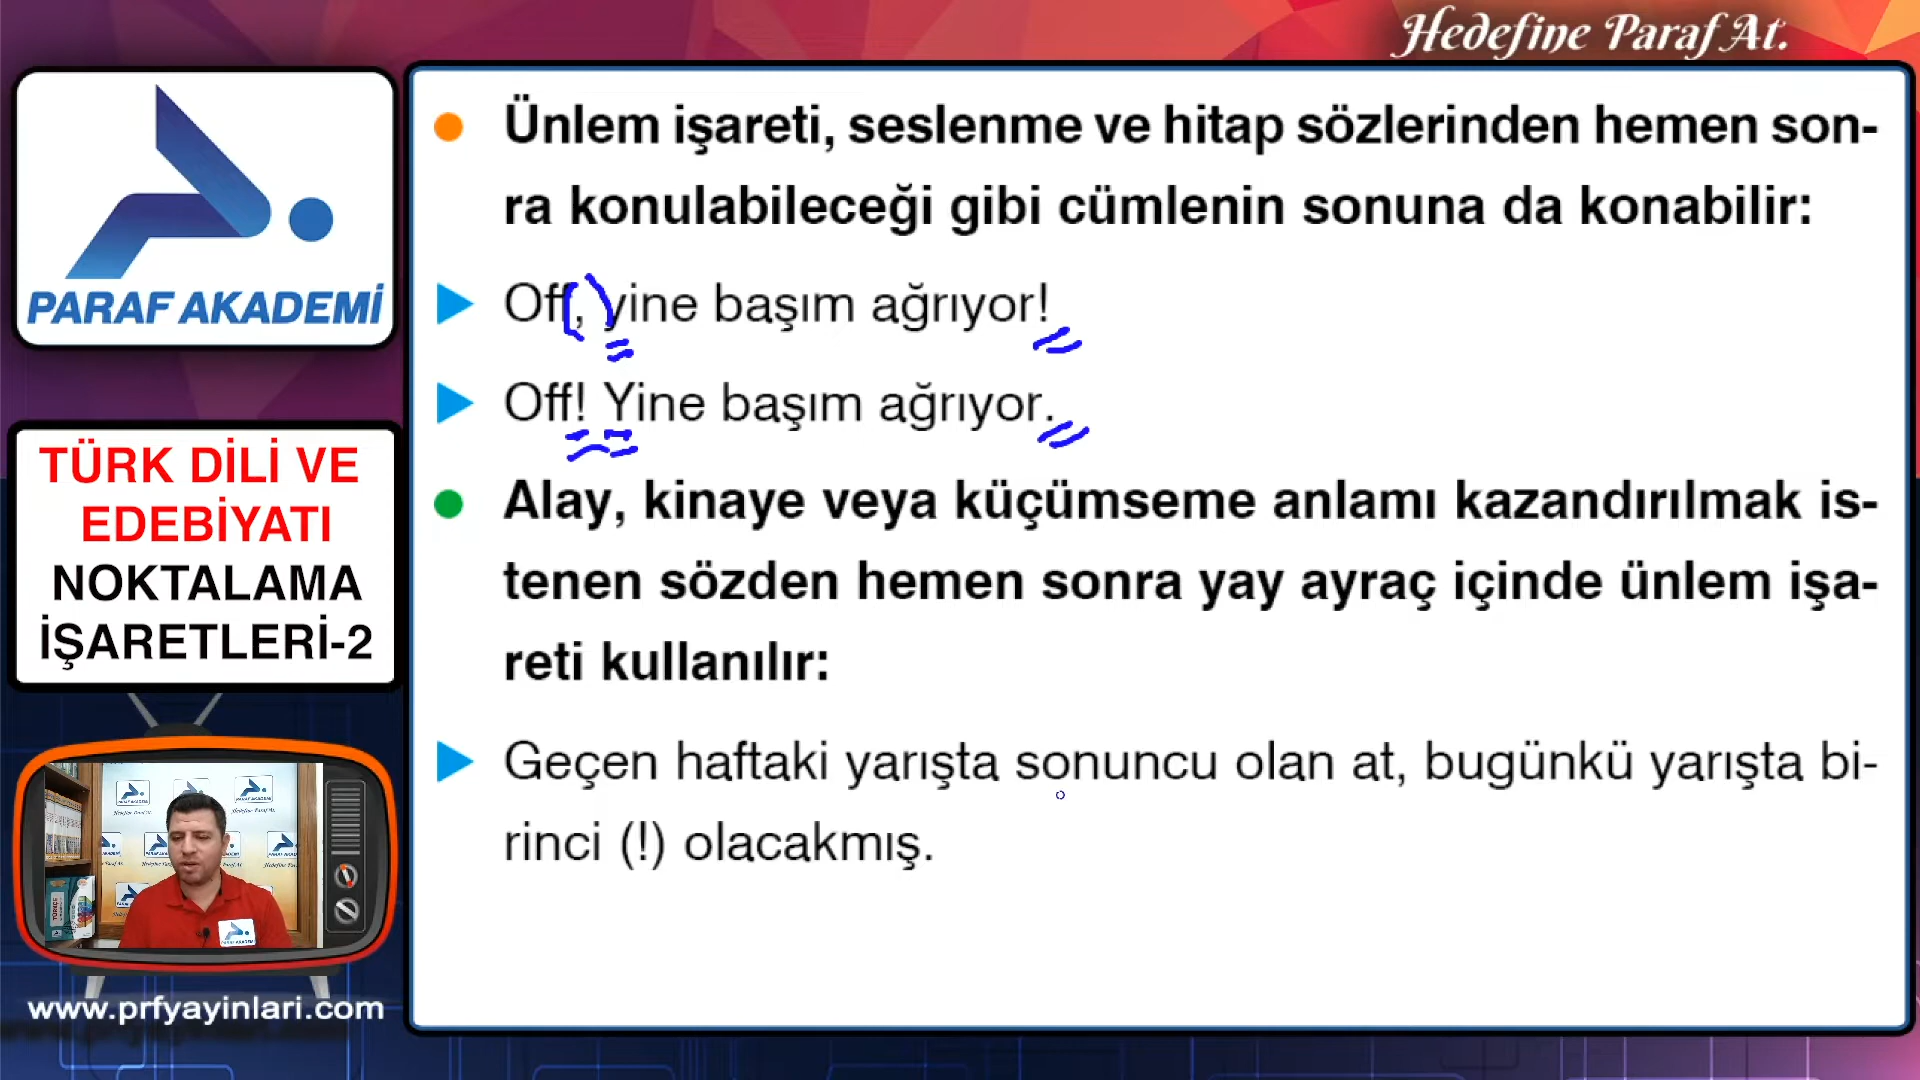 Hedefine Paraf At.
PARAF AKADEMİ
TÜRK DİLİ VE
EDEBİYATI
NOKTALAMA
İŞARETLERİ-2
www.prfyayinlari.com
Ünlem işareti, seslenme ve hitap sözlerinden hemen son-
ra konulabileceği gibi cümlenin sonuna da konabilir:
Off, yine başım ağrıyor!
Off! Yine başım ağrıyor.
Alay, kinaye veya küçümseme anlamı kazandırılmak is-
tenen sözden hemen sonra yay ayraç içinde ünlem işa-
reti kullanılır:
Geçen haftaki yarışta sonuncu olan at, bugünkü yarışta bi-
rinci (!) olacakmış.